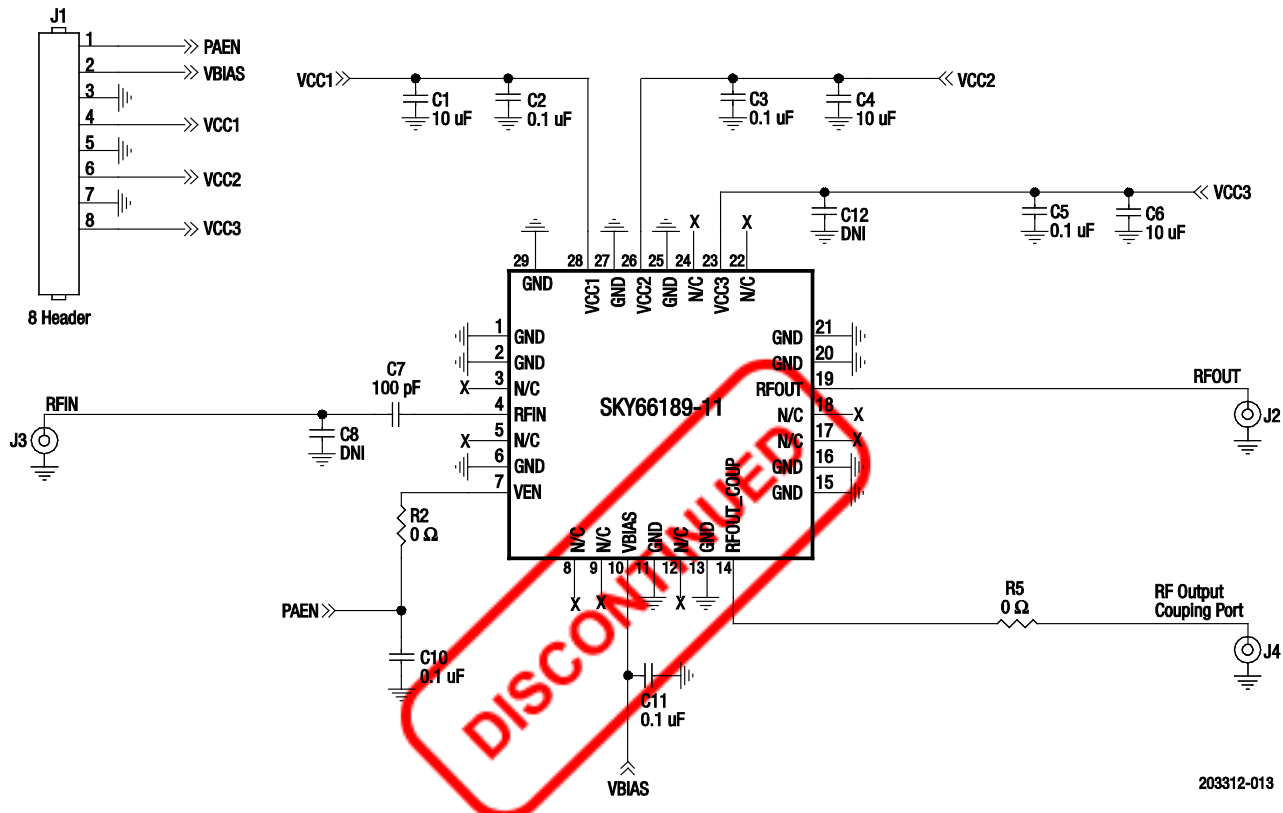 J1
1 PAEN
2 VBIAS
3
4 VCC1
5
6 VCC2
7
8 VCC3
8 Header
VCC1
C1
10 uF
C2
0.1 uF
C3
0.1 uF
C4
10 uF
VCC2
C12
DNI
C5
0.1 uF
C6
10 uF
VCC3
X X
29 28 27 26 25 24 23 22
GND VCC1 GND VCC2 GND N/C VCC3 N/C
1 GND
2 GND
X 3 N/C
4 RFIN
X 5 N/C
6 GND
7 VEN
SKY66189-11
GND 21
GND 20
RFOUT 19
N/C 18 X
N/C 17 X
GND 16
GND 15
RFOUT
J2
RFIN
J3
C7
100 pF
C8
DNI
R2
0 Ω
PAEN
C10
0.1 uF
N/C N/C VBIAS GND N/C GND RFOUT_COUP
8 9 10 11 12 13 14
X X X
C11
0.1 uF
VBIAS
R5
0 Ω
RF Output
Couping Port
J4
DISCONTINUED
203312-013